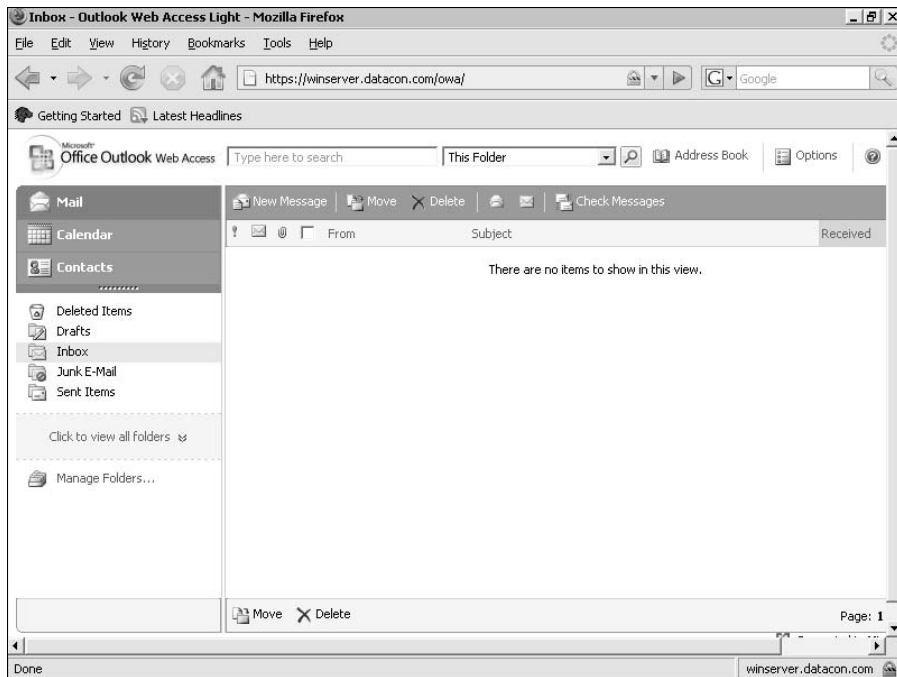 Inbox - Outlook Web Access Light - Mozilla Firefox
File Edit View History Bookmarks Tools Help
https://winserver.datacon.com/owa/ G Google
Getting Started Latest Headlines
Microsoft
Office Outlook Web Access Type here to search This Folder Address Book Options
Mail New Message Move Delete Check Messages
Calendar ! From Subject Received
Contacts There are no items to show in this view.
Deleted Items
Drafts
Inbox
Junk E-Mail
Sent Items
Click to view all folders
Manage Folders...
Move Delete Page: 1
Done winserver.datacon.com